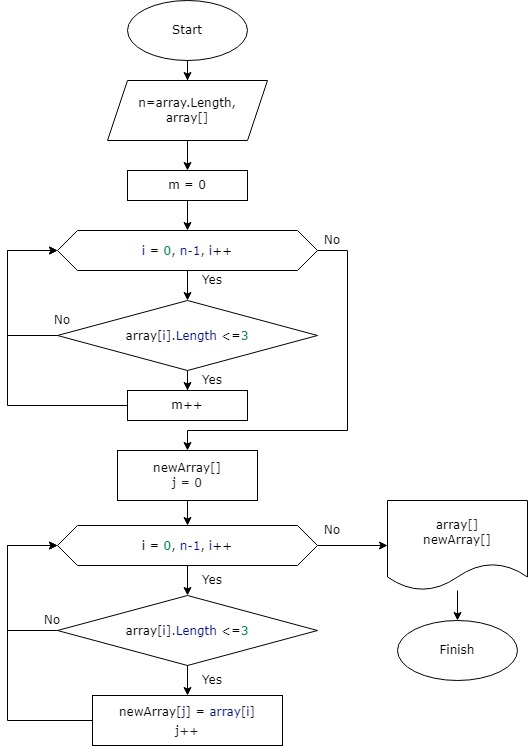 Start
n=array.Length,
array[]
m = 0
i = 0, n-1, i++
No
Yes
No
array[i].Length <=3
Yes
m++
newArray[]
j = 0
i = 0, n-1, i++
No
array[]
newArray[]
Yes
No
array[i].Length <=3
Finish
Yes
newArray[j] = array[i]
j++